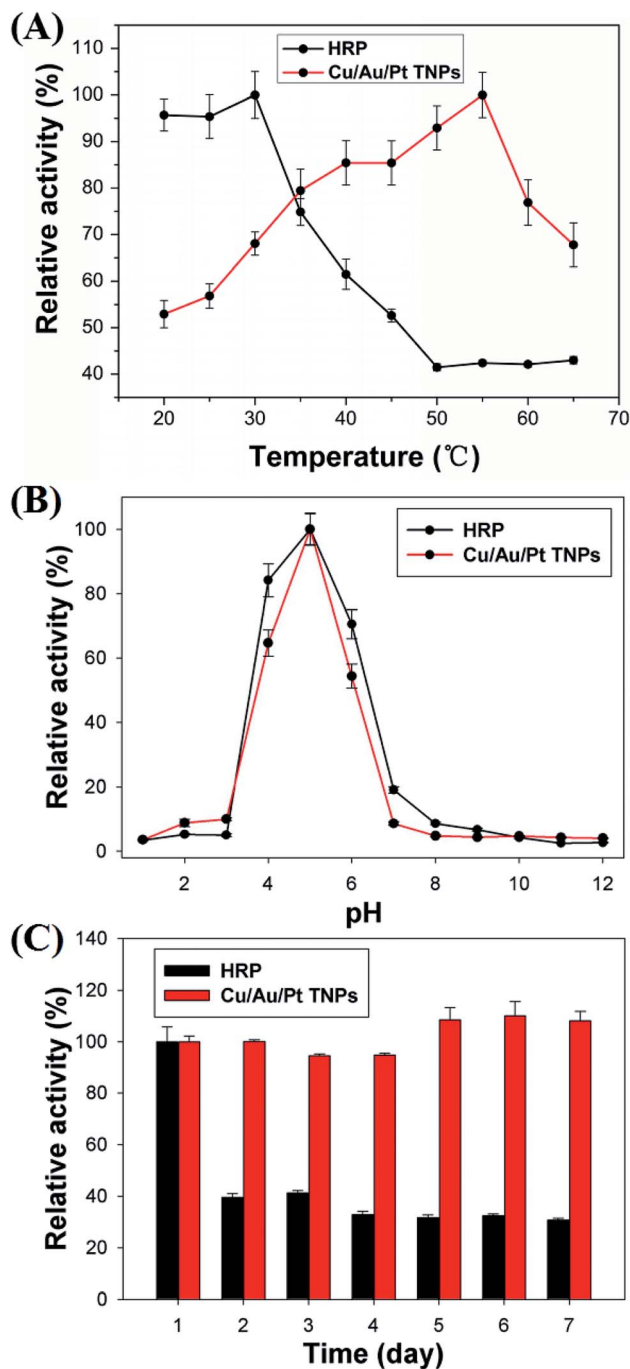 (A)
HRP
Cu/Au/Pt TNPs
Relative activity (%)
100
90
80
70
60
50
40
20 30 40 50 60 70
Temperature (℃)
(B)
HRP
Cu/Au/Pt TNPs
Relative activity (%)
100
80
60
40
20
0
2 4 6 8 10 12
pH
(C)
HRP
Cu/Au/Pt TNPs
Relative activity (%)
140
120
100
80
60
40
20
0
1 2 3 4 5 6 7
Time (day)